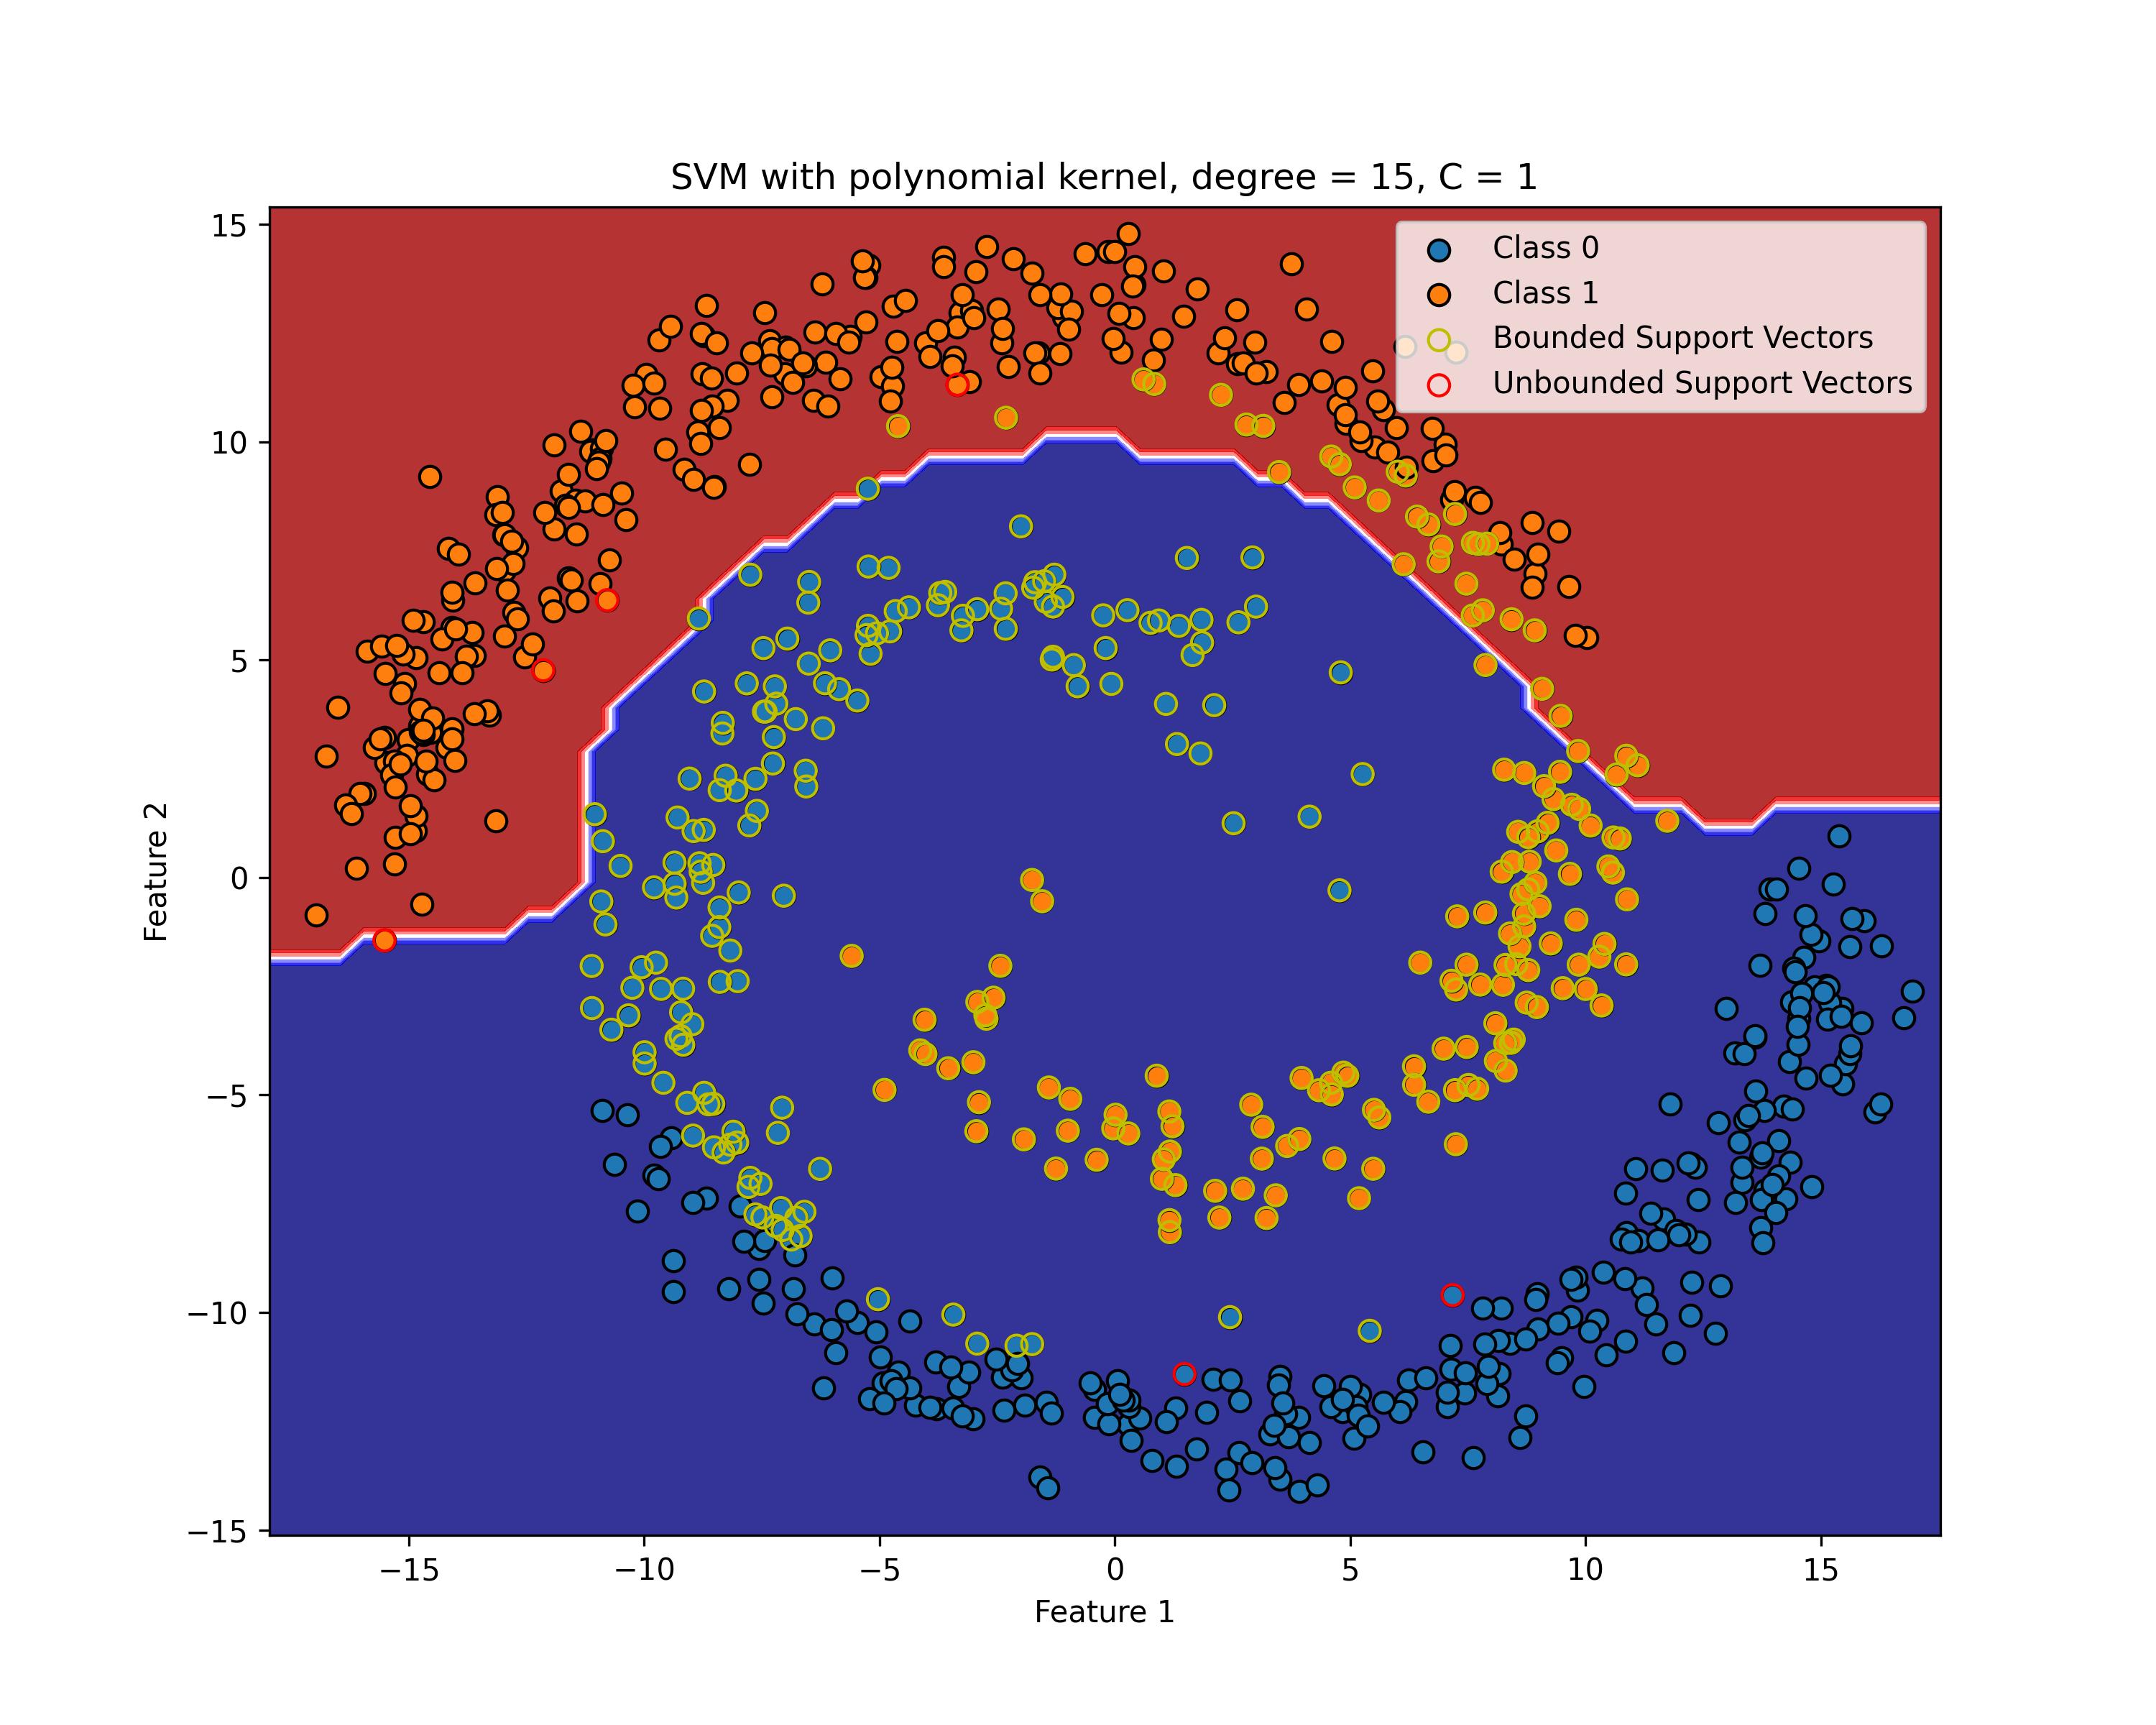 SVM with polynomial kernel, degree = 15, C = 1
Class 0
Class 1
Bounded Support Vectors
Unbounded Support Vectors
15
10
5
0
−5
−10
−15
Feature 2
−15
−10
−5
0
5
10
15
Feature 1